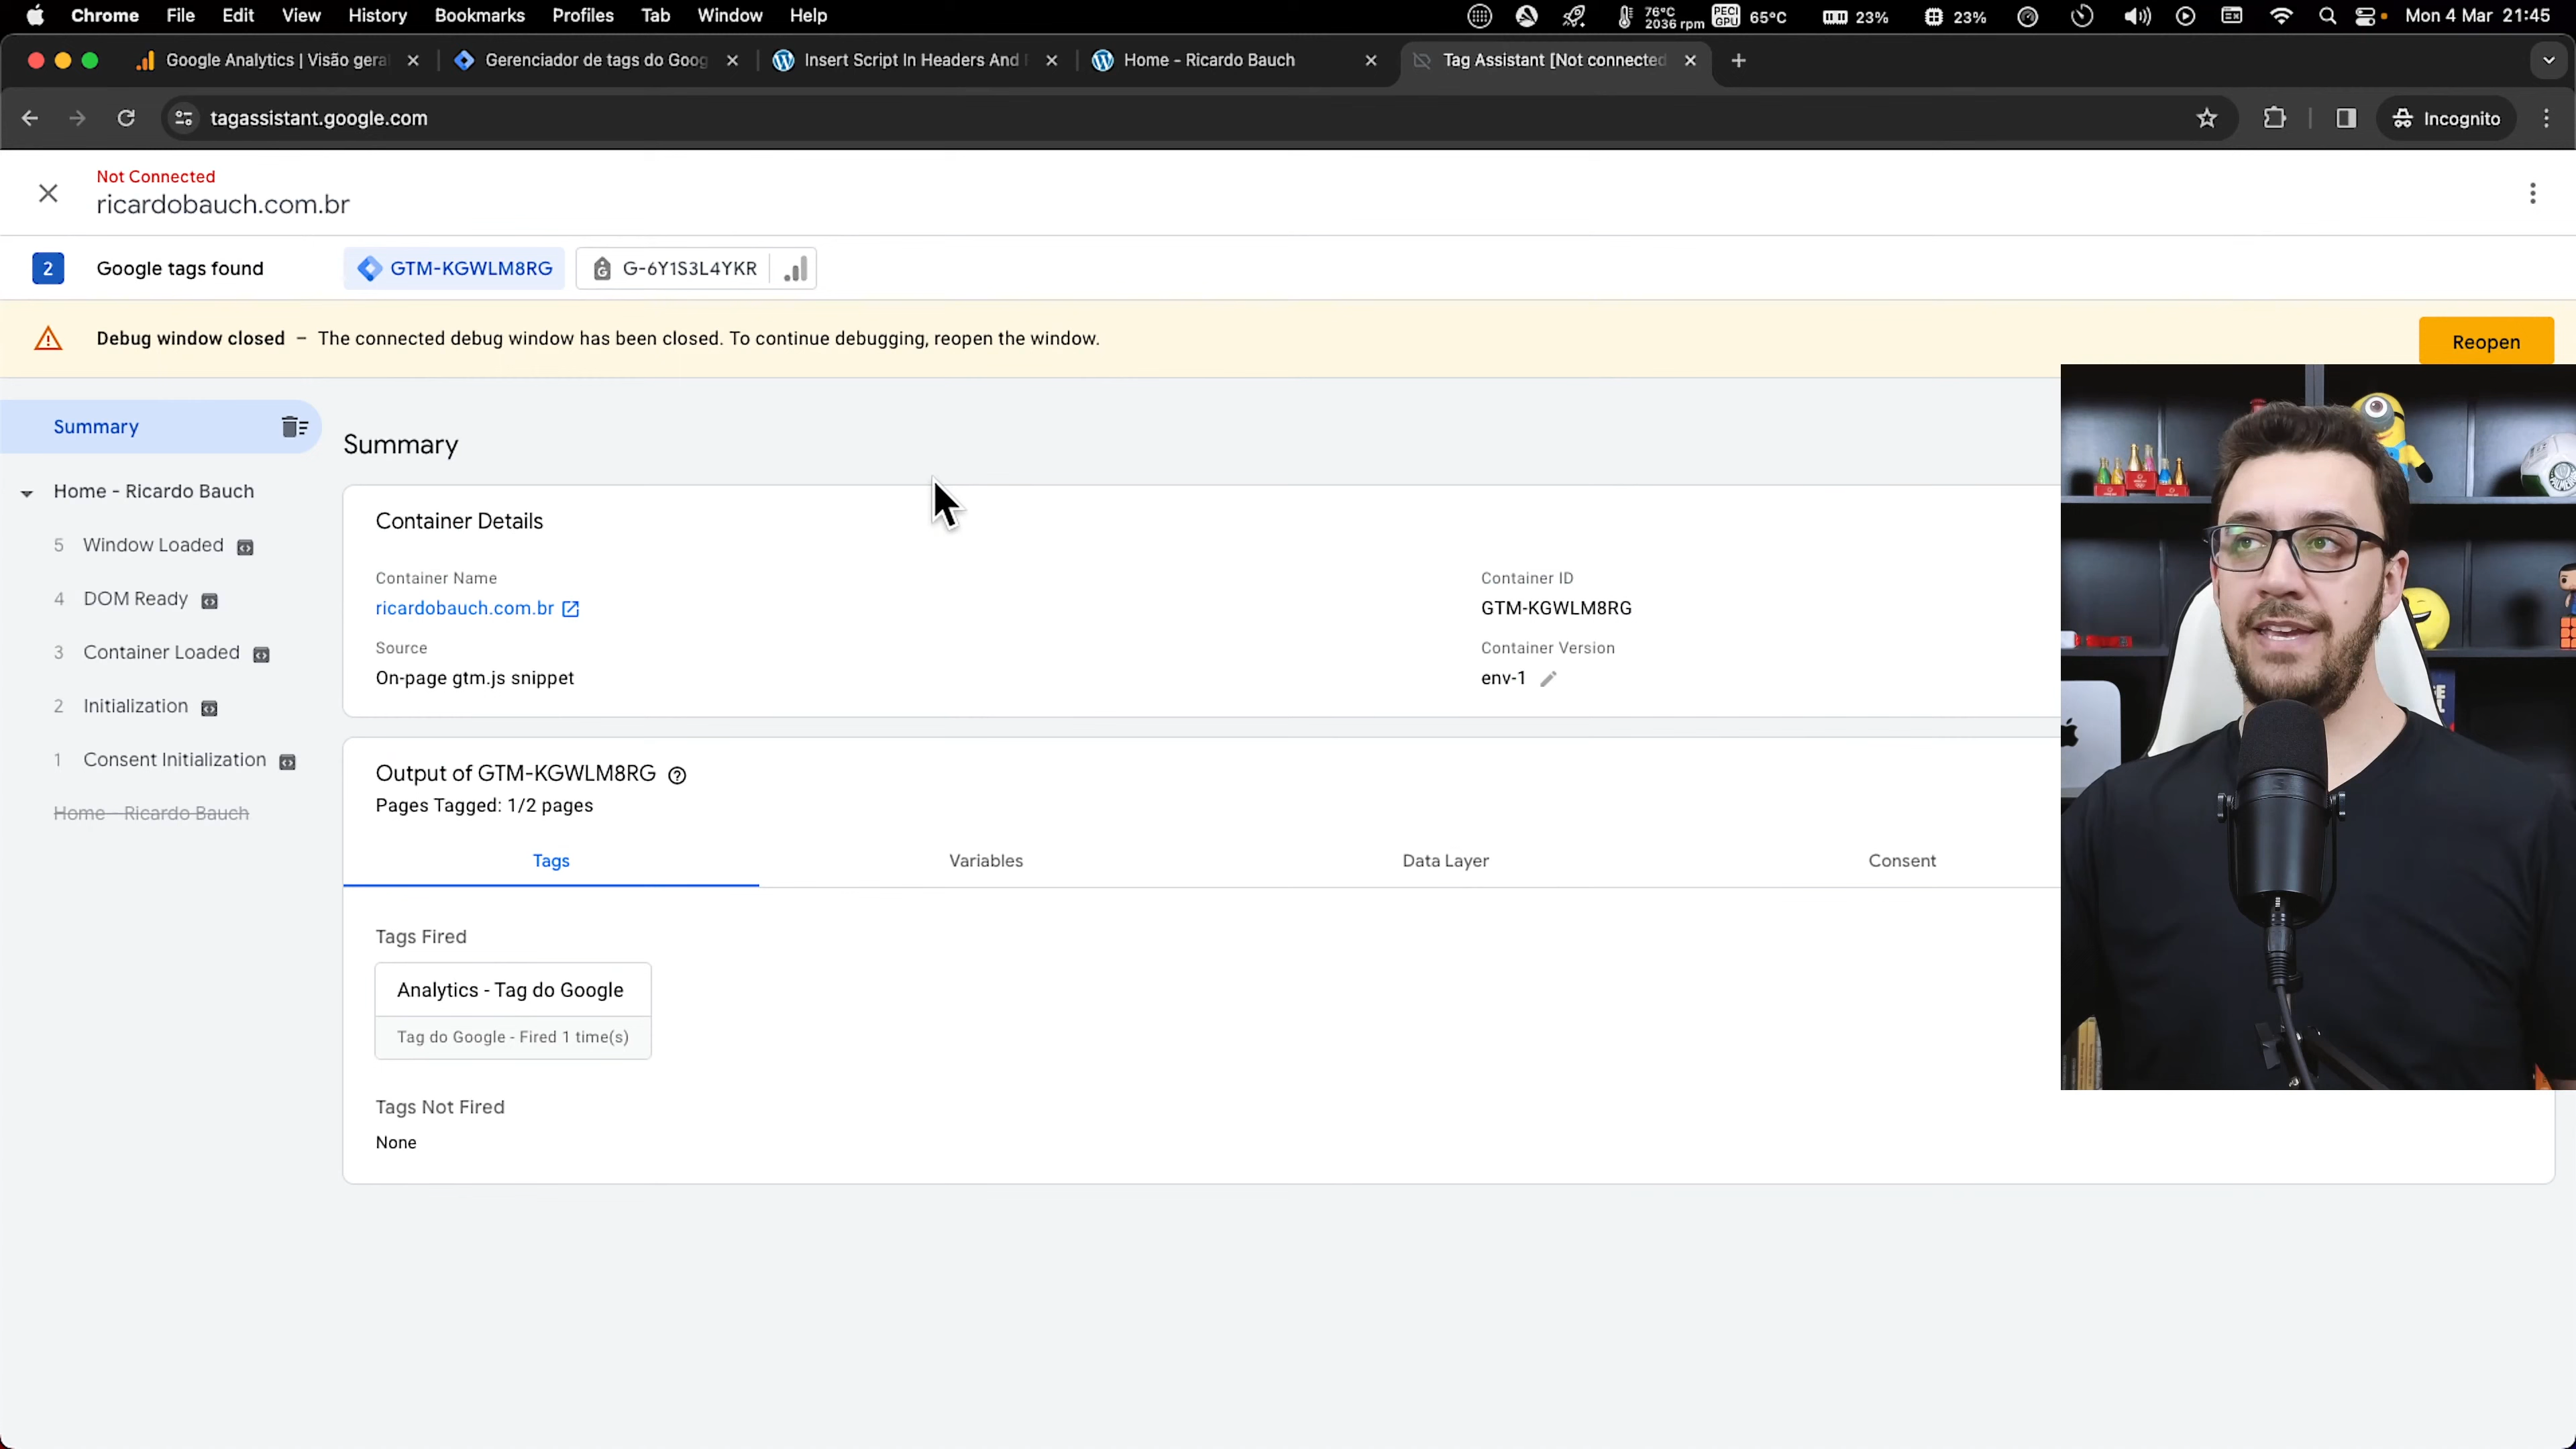 Chrome File Edit View History Bookmarks Profiles Tab Window Help
76°C 2036 rpm PECI GPU 65°C 23% 23% Mon 4 Mar 21:45
Google Analytics | Visão gera
Gerenciador de tags do Goog
Insert Script In Headers And
Home - Ricardo Bauch
Tag Assistant [Not connected
tagassistant.google.com
Incognito
Not Connected
ricardobauch.com.br
2 Google tags found GTM-KGWLM8RG G-6Y1S3L4YKR
Debug window closed – The connected debug window has been closed. To continue debugging, reopen the window.
Reopen
Summary
Home - Ricardo Bauch
5 Window Loaded
4 DOM Ready
3 Container Loaded
2 Initialization
1 Consent Initialization
Home - Ricardo Bauch
Summary
Container Details
Container Name
ricardobauch.com.br
Container ID
GTM-KGWLM8RG
Source
On-page gtm.js snippet
Container Version
env-1
Output of GTM-KGWLM8RG
Pages Tagged: 1/2 pages
Tags Variables Data Layer Consent
Tags Fired
Analytics - Tag do Google
Tag do Google - Fired 1 time(s)
Tags Not Fired
None